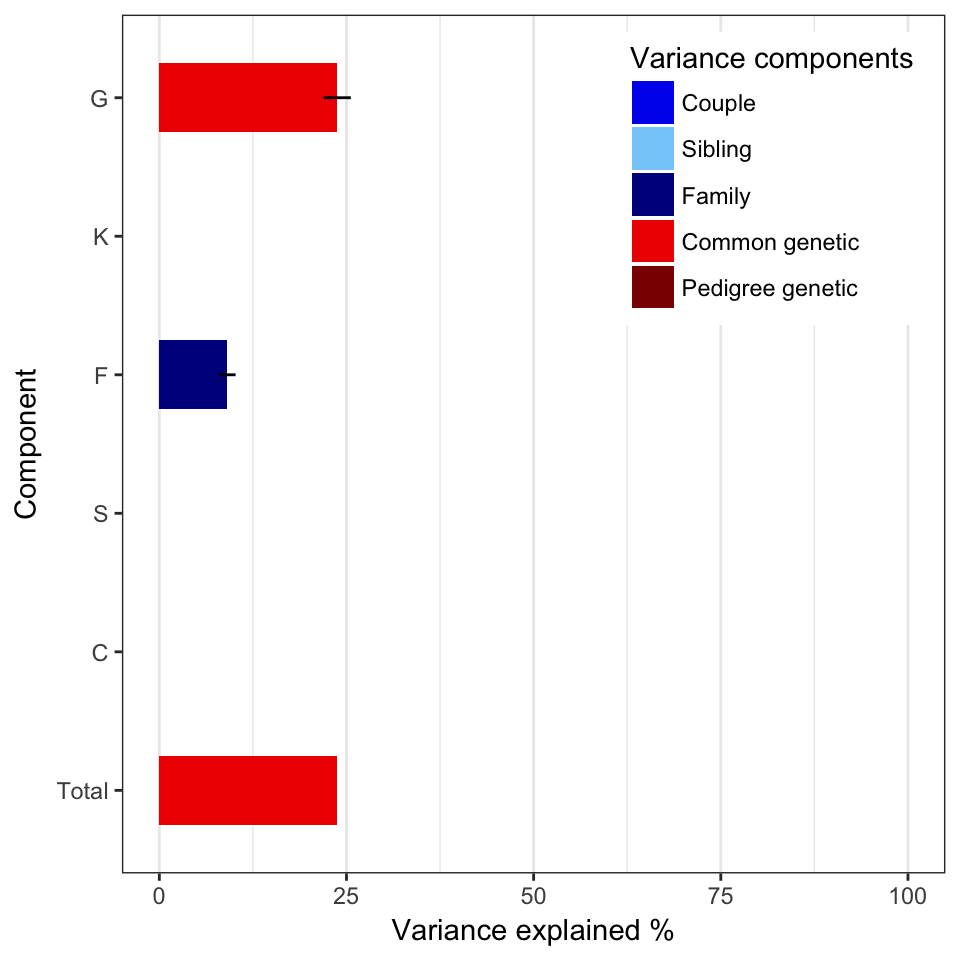 Variance components
Couple
Sibling
Family
Common genetic
Pedigree genetic
Component
G
K
F
S
C
Total
0 25 50 75 100
Variance explained %